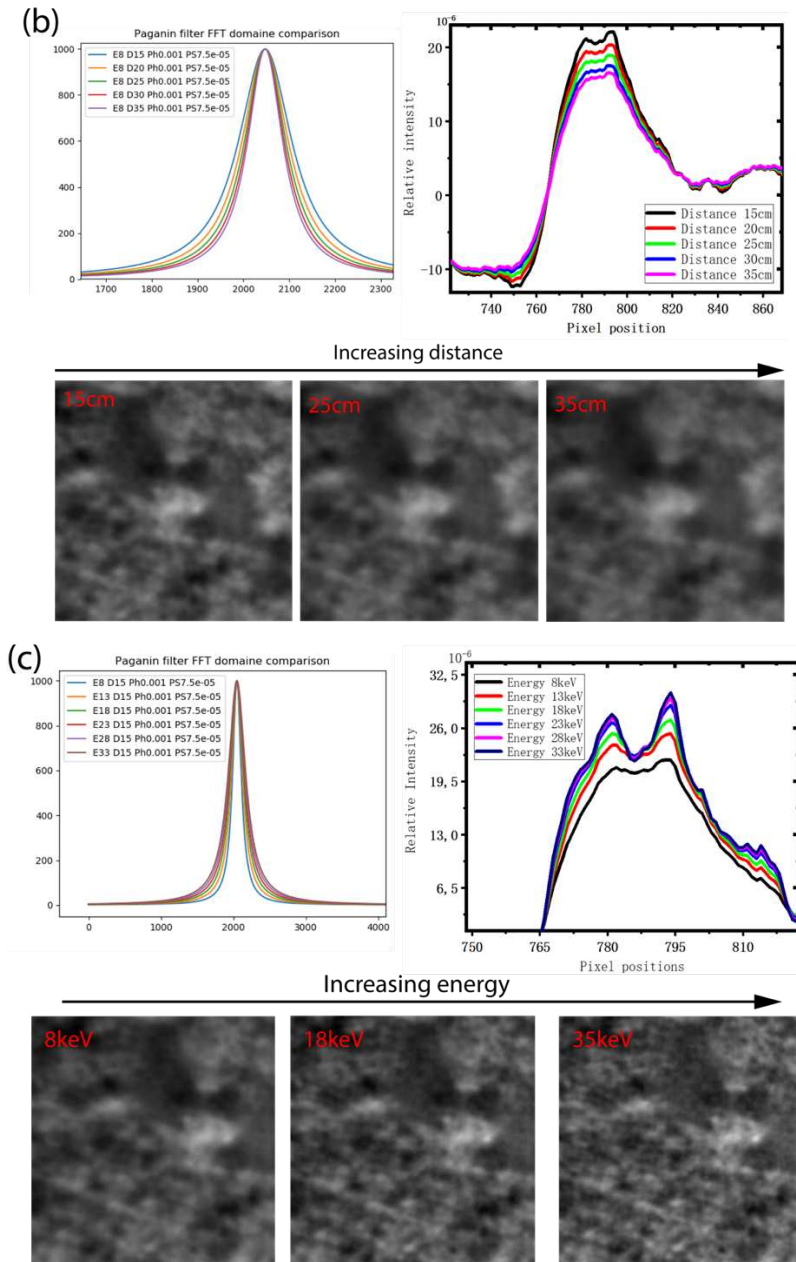 (b)
Paganin filter FFT domaine comparison
E8 D15 Ph0.001 PS7.5e-05
E8 D20 Ph0.001 PS7.5e-05
E8 D25 Ph0.001 PS7.5e-05
E8 D30 Ph0.001 PS7.5e-05
E8 D35 Ph0.001 PS7.5e-05
1000
800
600
400
200
0
1700 1800 1900 2000 2100 2200 2300
10⁻⁶
20
10
0
-10
Relative intensity
Distance 15cm
Distance 20cm
Distance 25cm
Distance 30cm
Distance 35cm
740 760 780 800 820 840 860
Pixel position
Increasing distance
15cm 25cm 35cm
(c)
Paganin filter FFT domaine comparison
E8 D15 Ph0.001 PS7.5e-05
E13 D15 Ph0.001 PS7.5e-05
E18 D15 Ph0.001 PS7.5e-05
E23 D15 Ph0.001 PS7.5e-05
E28 D15 Ph0.001 PS7.5e-05
E33 D15 Ph0.001 PS7.5e-05
1000
800
600
400
200
0
0 1000 2000 3000 4000
10⁻⁶
32,5
26,0
19,5
13,0
6,5
Relative Intensity
Energy 8keV
Energy 13keV
Energy 18keV
Energy 23keV
Energy 28keV
Energy 33keV
750 765 780 795 810
Pixel positions
Increasing energy
8keV 18keV 35keV